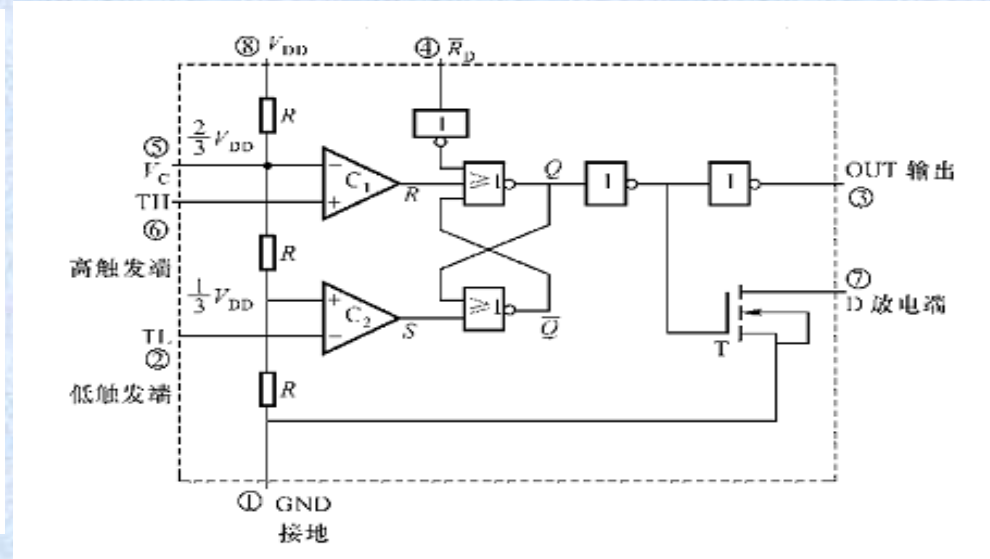 ⑧ V_DD
④ R̅_D
R
2/3 V_DD
⑤
V_C
TH
⑥
高触发端
− C₁ +
R
≥1
Q
1
1
OUT 输出
③
R
1/3 V_DD
+ C₂ −
S
≥1
Q̅
1
⑦
D 放电端
T
TL
②
低触发端
R
① GND
接地